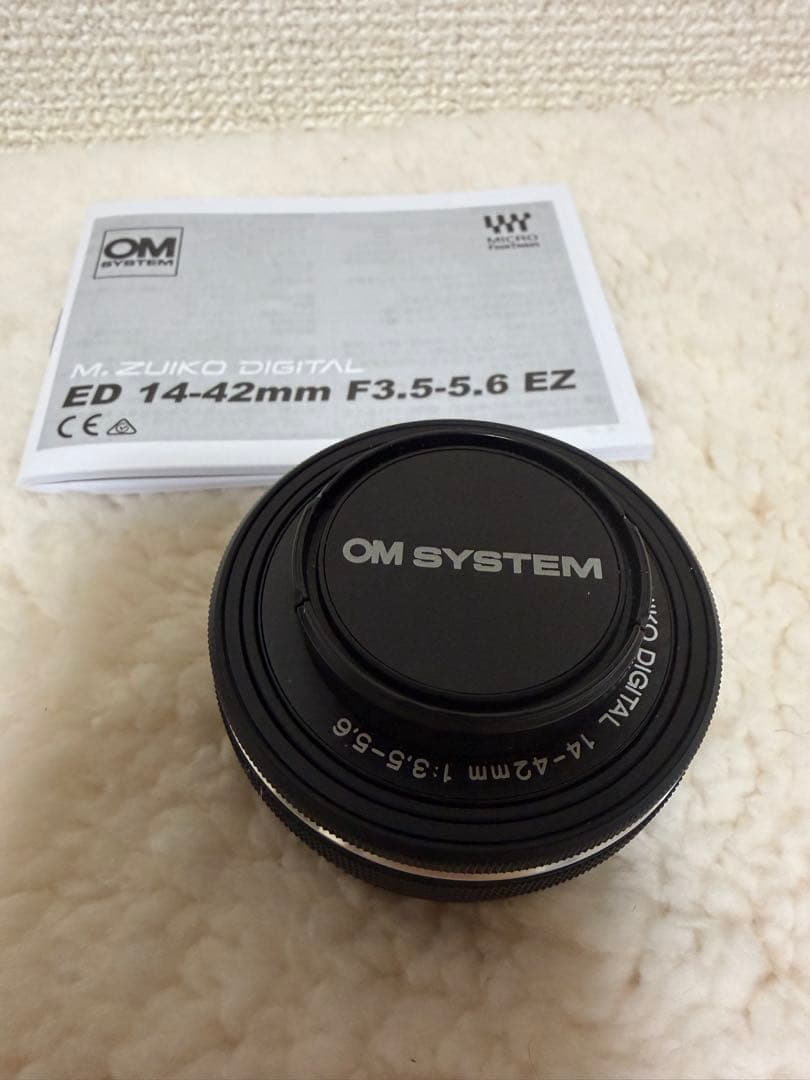 OM
SYSTEM
MICRO
FourThirds
M. ZUIKO DIGITAL
ED 14-42mm F3.5-5.6 EZ
CE
OM SYSTEM
IKO DIGITAL 14-42mm 1:3.5-5.6